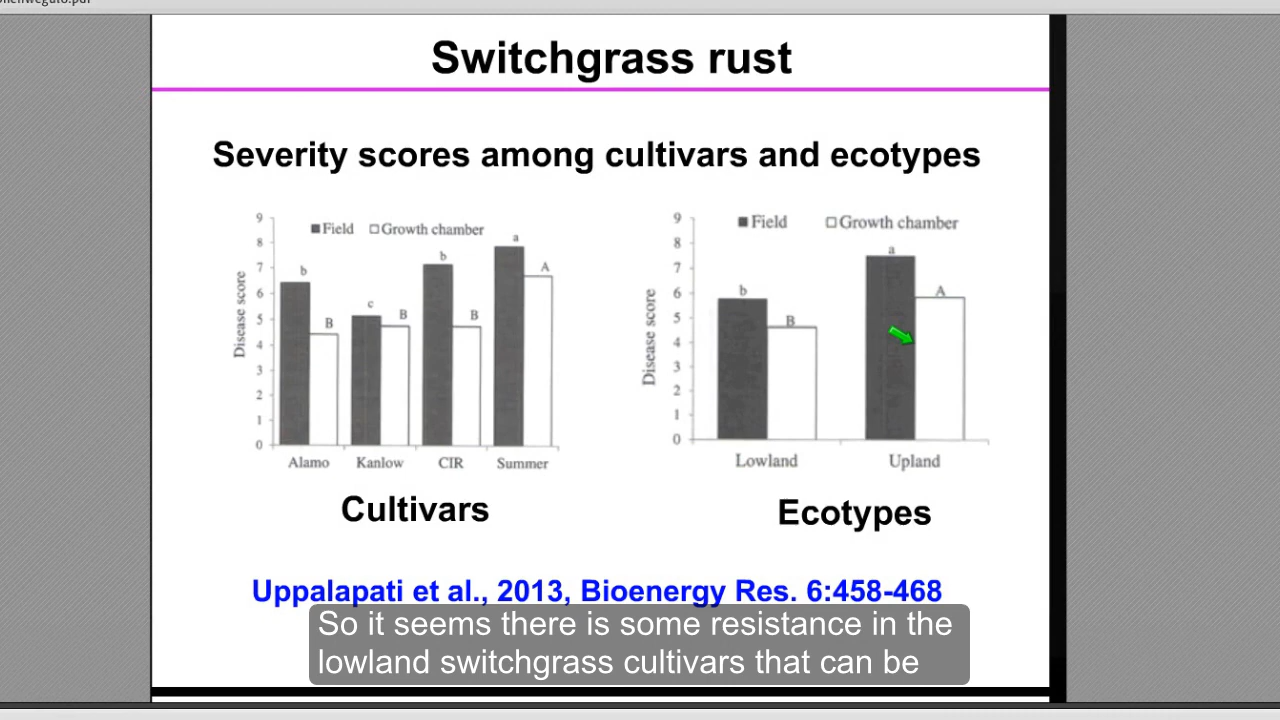 Switchgrass rust
Severity scores among cultivars and ecotypes
9
8
7
6
5
4
3
2
1
0
Disease score
Field
Growth chamber
b
B
c
B
b
B
a
A
Alamo
Kanlow
CIR
Summer
Cultivars
9
8
7
6
5
4
3
2
1
0
Disease score
Field
Growth chamber
b
B
a
A
Lowland
Upland
Ecotypes
Uppalapati et al., 2013, Bioenergy Res. 6:458-468
So it seems there is some resistance in the
lowland switchgrass cultivars that can be